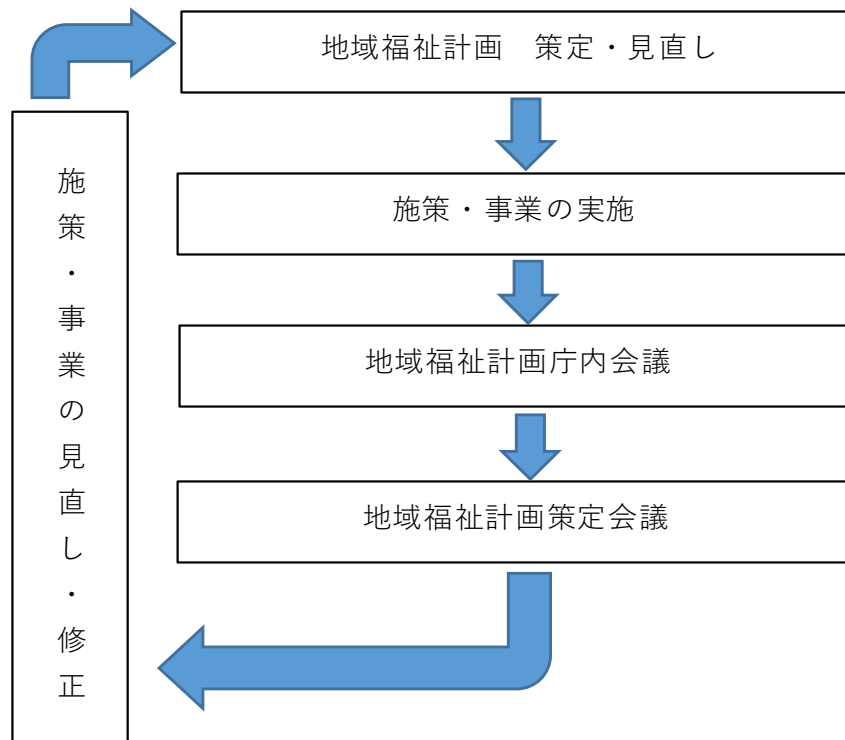 地域福祉計画　策定・見直し
施策・事業の実施
地域福祉計画庁内会議
地域福祉計画策定会議
施策・事業の見直し・修正